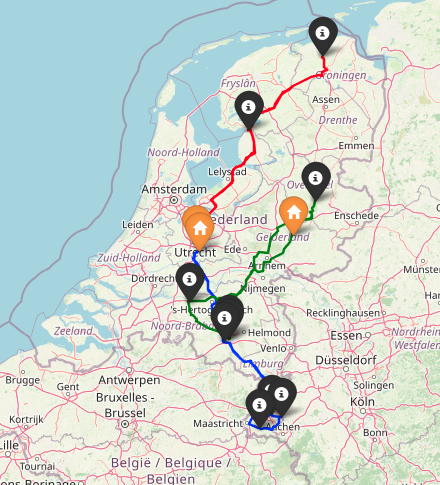 Groningen
Fryslân
Assen
Drenthe
Emmen
Noord-Holland
Lelystad
Overijssel
Amsterdam
Nederland
Enschede
Leiden
Gelderland
Utrecht
Ede
Zuid-Holland
Arnhem
Münster
Dordrecht
Nijmegen
's-Hertogenbosch
Recklinghausen
Zeeland
Noord-Brabant
Helmond
Essen
Nordrhein
Westfalen
Venlo
Limburg
Düsseldorf
Brugge
Antwerpen
Gent
Solingen
Bruxelles -
Brussel
Köln
Kortrijk
Maastricht
Aachen
Bonn
Lille
Tournai
België / Belgique /
Belgien